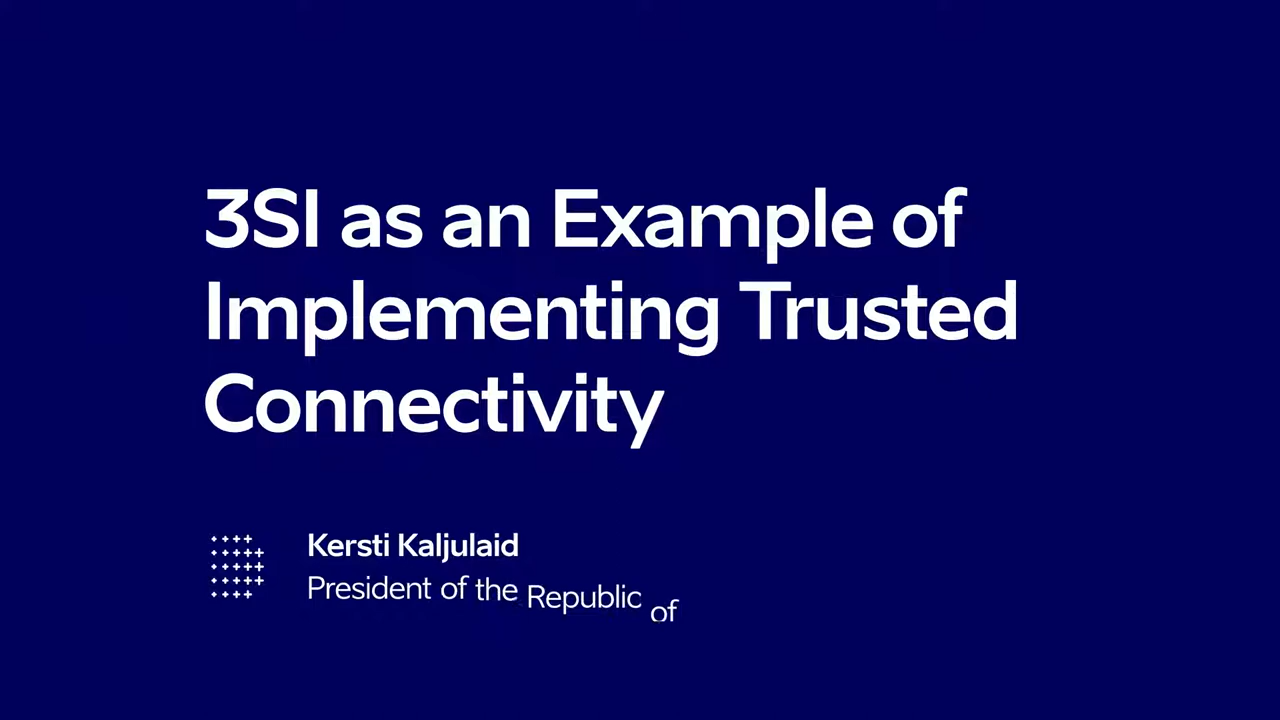 3SI as an Example of
Implementing Trusted
Connectivity
Kersti Kaljulaid
President of the Republic of